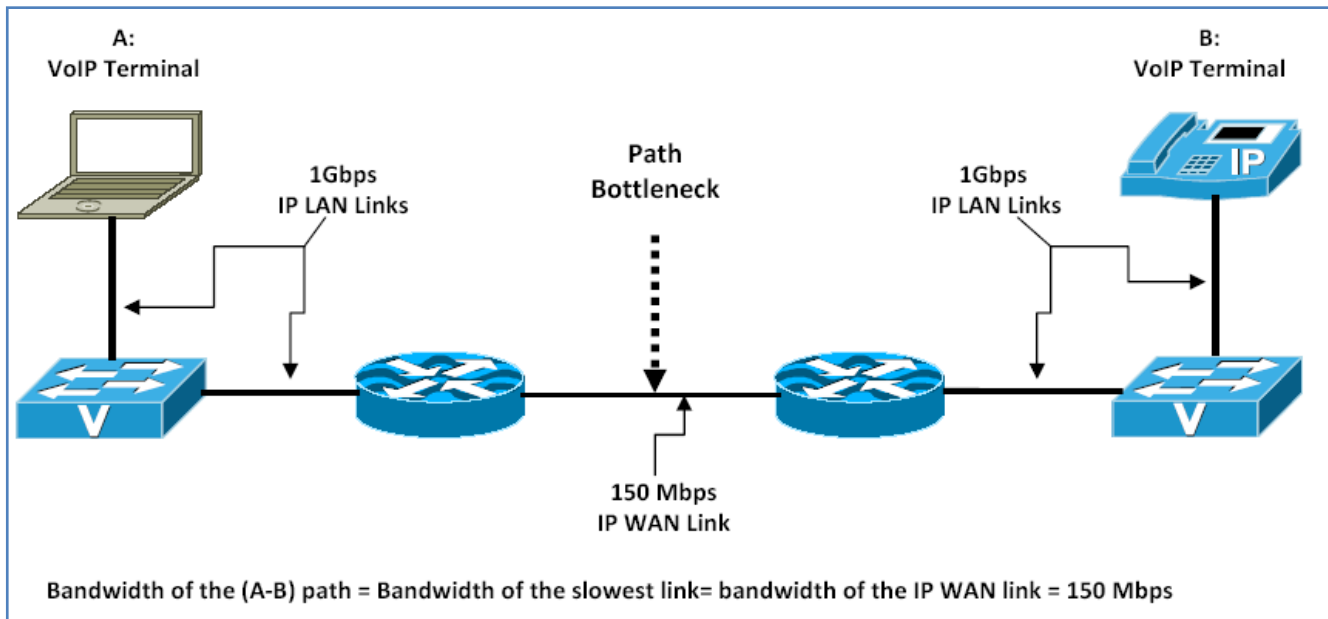 A:
VoIP Terminal
B:
VoIP Terminal
1Gbps
IP LAN Links
Path
Bottleneck
1Gbps
IP LAN Links
IP
V
V
150 Mbps
IP WAN Link
Bandwidth of the (A-B) path = Bandwidth of the slowest link= bandwidth of the IP WAN link = 150 Mbps